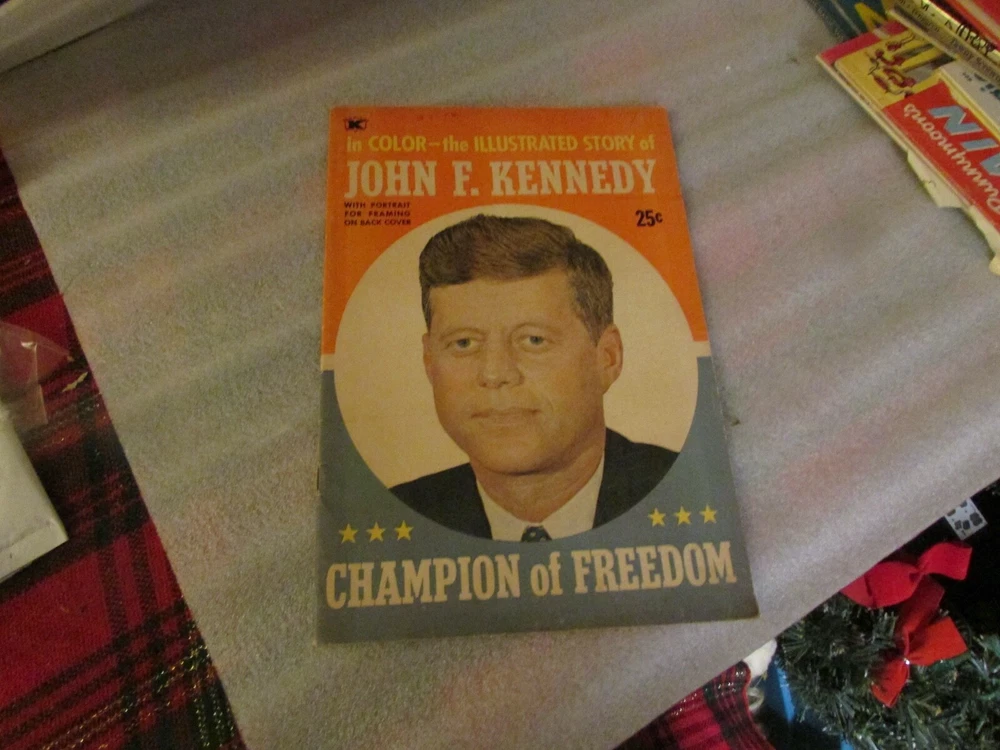 K
in COLOR-the ILLUSTRATED STORY of
JOHN F. KENNEDY
WITH PORTRAIT
FOR FRAMING
ON BACK COVER
25¢
CHAMPION of FREEDOM
Bunnymoon's